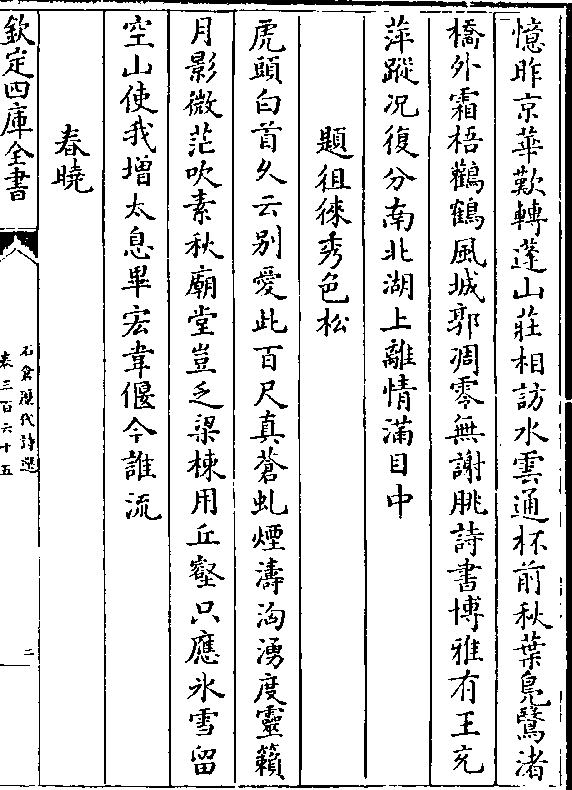 憶昨京華歎轉蓬山莊相訪水雲通杯前秋葉鳧鷖渚
橋外霜梧鸛鶴風城郭凋零無謝朓詩書博雅有王充
萍蹤况復分南北湖上離情滿目中
題徂徠秀色松
虎頭白首久云别愛此百尺真蒼虬煙濤洶湧度靈籟
月影微茫吹素秋廟堂豈乏梁棟用丘壑只應氷雪留
空山使我增太息畢宏韋偃今誰流
春曉
欽定四庫全書
石倉歷代詩選
卷三百六十五
二